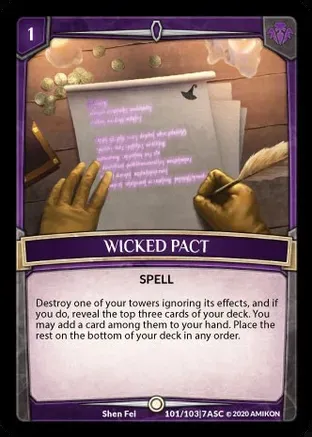 1
WICKED PACT
SPELL
Destroy one of your towers ignoring its effects, and if
you do, reveal the top three cards of your deck. You
may add a card among them to your hand. Place the
rest on the bottom of your deck in any order.
Shen Fei 101/103|7ASC © 2020 AMIKON